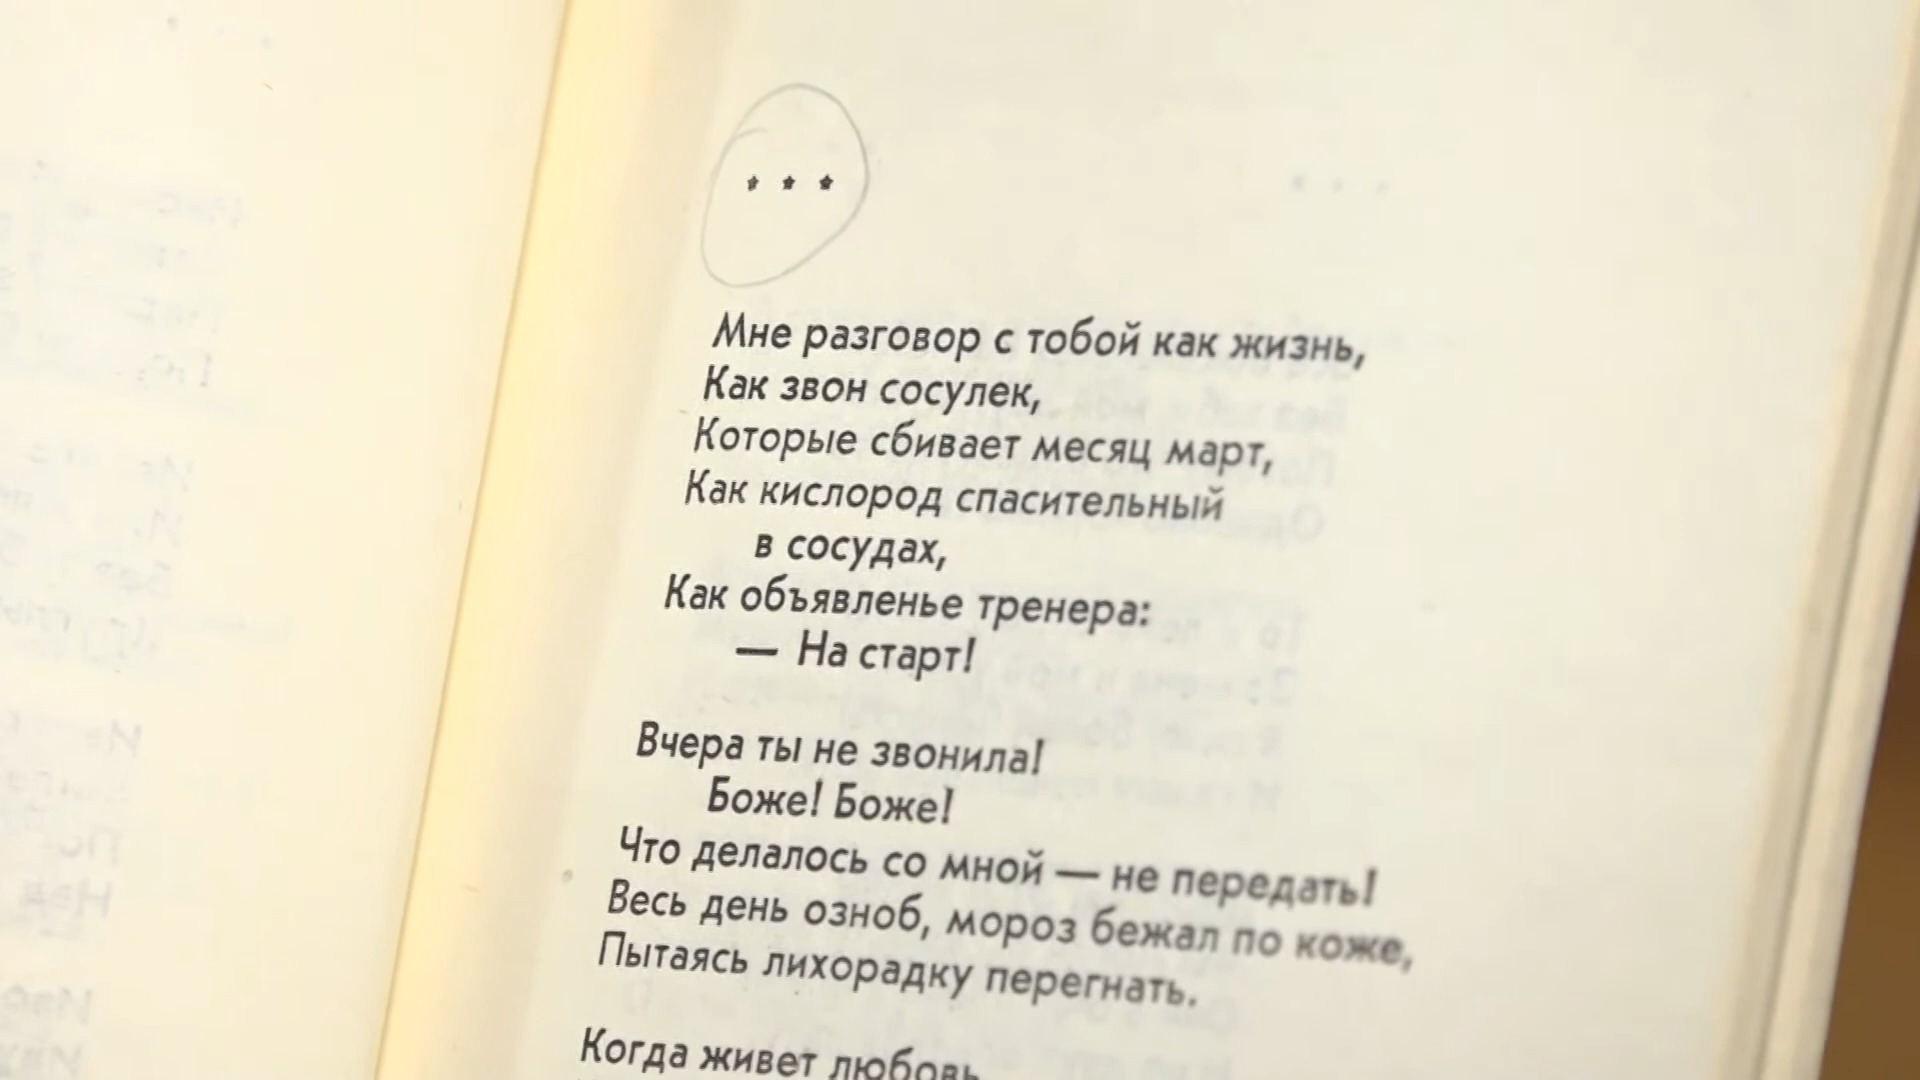 * * *
Мне разговор с тобой как жизнь,
Как звон сосулек,
Которые сбивает месяц март,
Как кислород спасительный
в сосудах,
Как объявленье тренера:
— На старт!
Вчера ты не звонила!
Боже! Боже!
Что делалось со мной — не передать!
Весь день озноб, мороз бежал по коже,
Пытаясь лихорадку перегнать.
Когда живет любовь